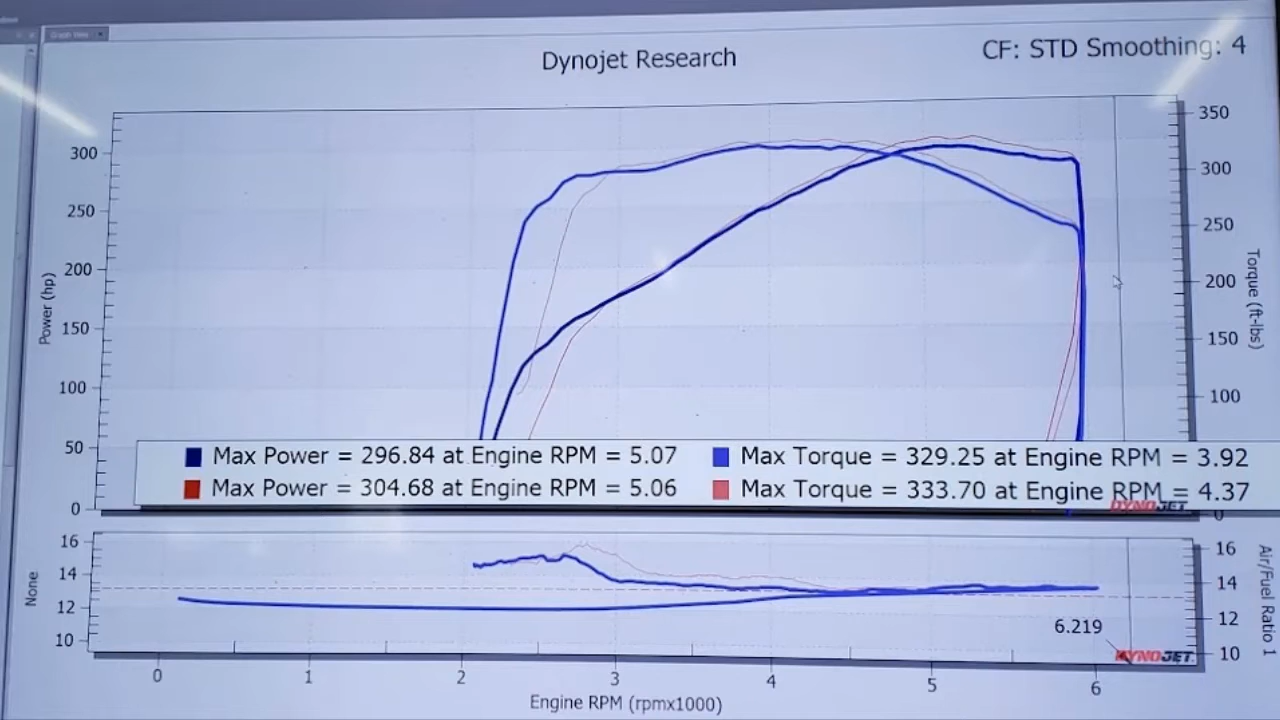 Graph View
Dynojet Research
CF: STD Smoothing: 4
350
300
300
250
250
200
200
150
150
100
100
50
0
0
Power (hp)
Torque (ft-lbs)
Max Power = 296.84 at Engine RPM = 5.07
Max Torque = 329.25 at Engine RPM = 3.92
Max Power = 304.68 at Engine RPM = 5.06
Max Torque = 333.70 at Engine RPM = 4.37
DYNOJET
16
14
12
10
None
16
14
12
10
Air/Fuel Ratio 1
6.219
DYNOJET
0 1 2 3 4 5 6
Engine RPM (rpmx1000)